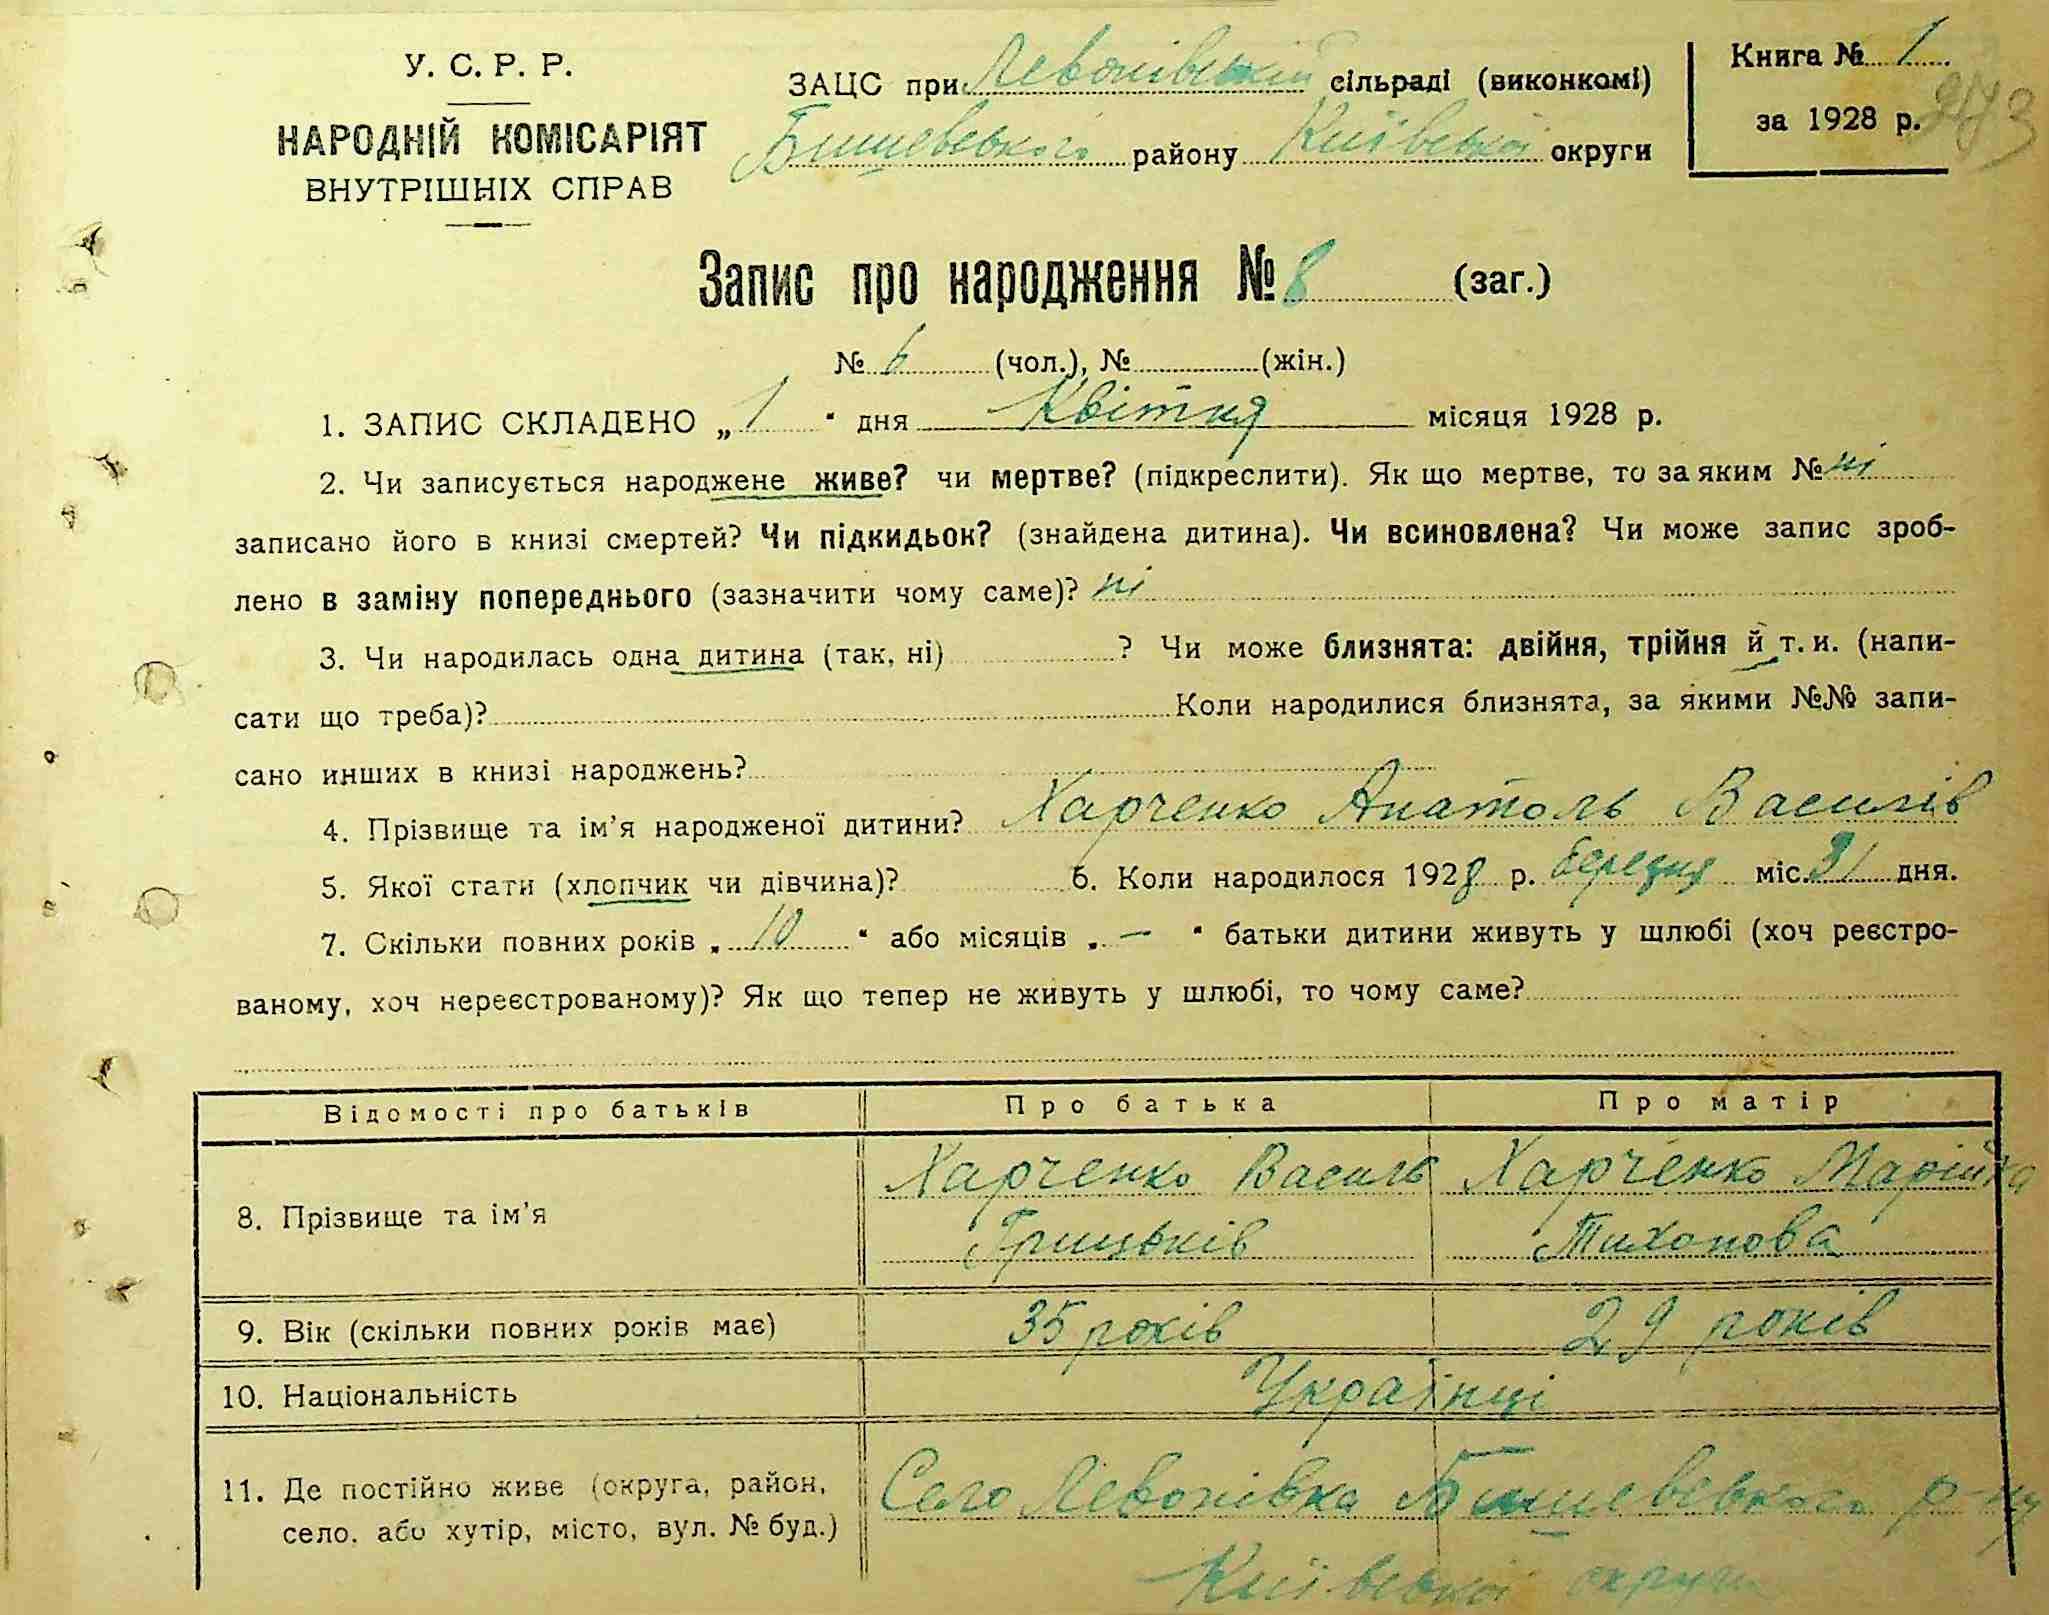 У. С. Р. Р.
НАРОДНІЙ КОМІСАРІЯТ
ВНУТРІШНІХ СПРАВ
ЗАЦС при Левонівській сільраді (виконкомі)
Бишевського району Київської округи
Книга № 1
за 1928 р.
273
Запис про народження № 8 (заг.)
№ 6 (чол.), № (жін.)
1. ЗАПИС СКЛАДЕНО „1" дня Квітня місяця 1928 р.
2. Чи записується народжене живе? чи мертве? (підкреслити). Як що мертве, то за яким № ні
записано його в книзі смертей? Чи підкидьок? (знайдена дитина). Чи всиновлена? Чи може запис зроб-
лено в заміну попереднього (зазначити чому саме)? ні
3. Чи народилась одна дитина (так, ні) ? Чи може близнята: двійня, трійня й т. и. (напи-
сати що треба)? Коли народилися близнята, за якими №№ запи-
сано инших в книзі народжень?
4. Прізвище та ім'я народженої дитини? Харченко Анатоль Василів
5. Якої стати (хлопчик чи дівчина)? 6. Коли народилося 1928 р. березня міс. 31 дня.
7. Скільки повних років „10" або місяців „—" батьки дитини живуть у шлюбі (хоч реєстро-
ваному, хоч нереєстрованому)? Як що тепер не живуть у шлюбі, то чому саме?
Відомості про батьків Про батька Про матір
8. Прізвище та ім'я Харченко Василь Харченко Марійка
Грицьків Тихонова
9. Вік (скільки повних років має) 35 років 29 років
10. Національність Українці
11. Де постійно живе (округа, район, Село Левонівка Бишевського р-ну
село, або хутір, місто, вул. № буд.)
Київської округи